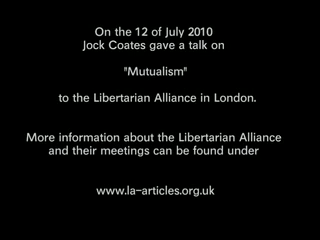 On the 12 of July 2010
Jock Coates gave a talk on
"Mutualism"
to the Libertarian Alliance in London.
More information about the Libertarian Alliance
and their meetings can be found under
www.la-articles.org.uk